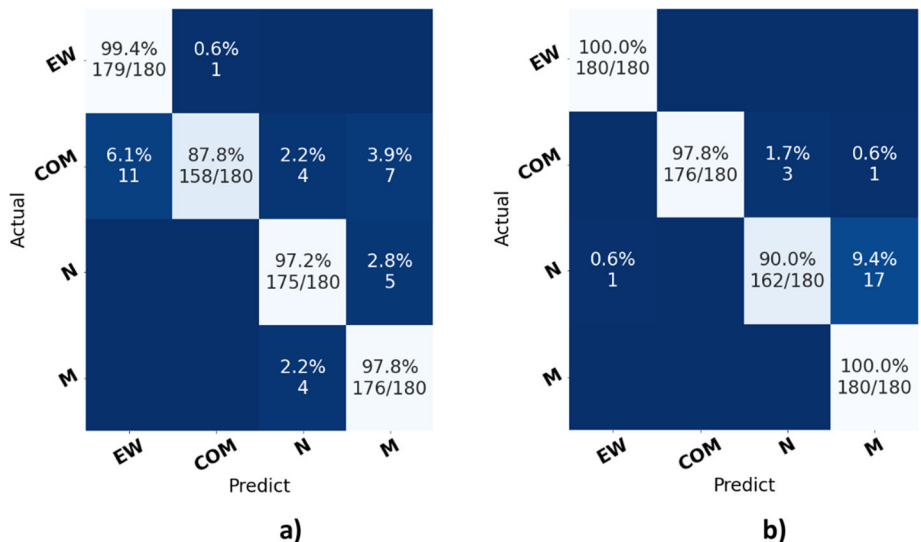 EW
99.4%
179/180
0.6%
1
COM
6.1%
11
87.8%
158/180
2.2%
4
3.9%
7
N
97.2%
175/180
2.8%
5
M
2.2%
4
97.8%
176/180
Actual
EW
COM
N
M
Predict
a)
EW
100.0%
180/180
COM
97.8%
176/180
1.7%
3
0.6%
1
N
0.6%
1
90.0%
162/180
9.4%
17
M
100.0%
180/180
Actual
EW
COM
N
M
Predict
b)